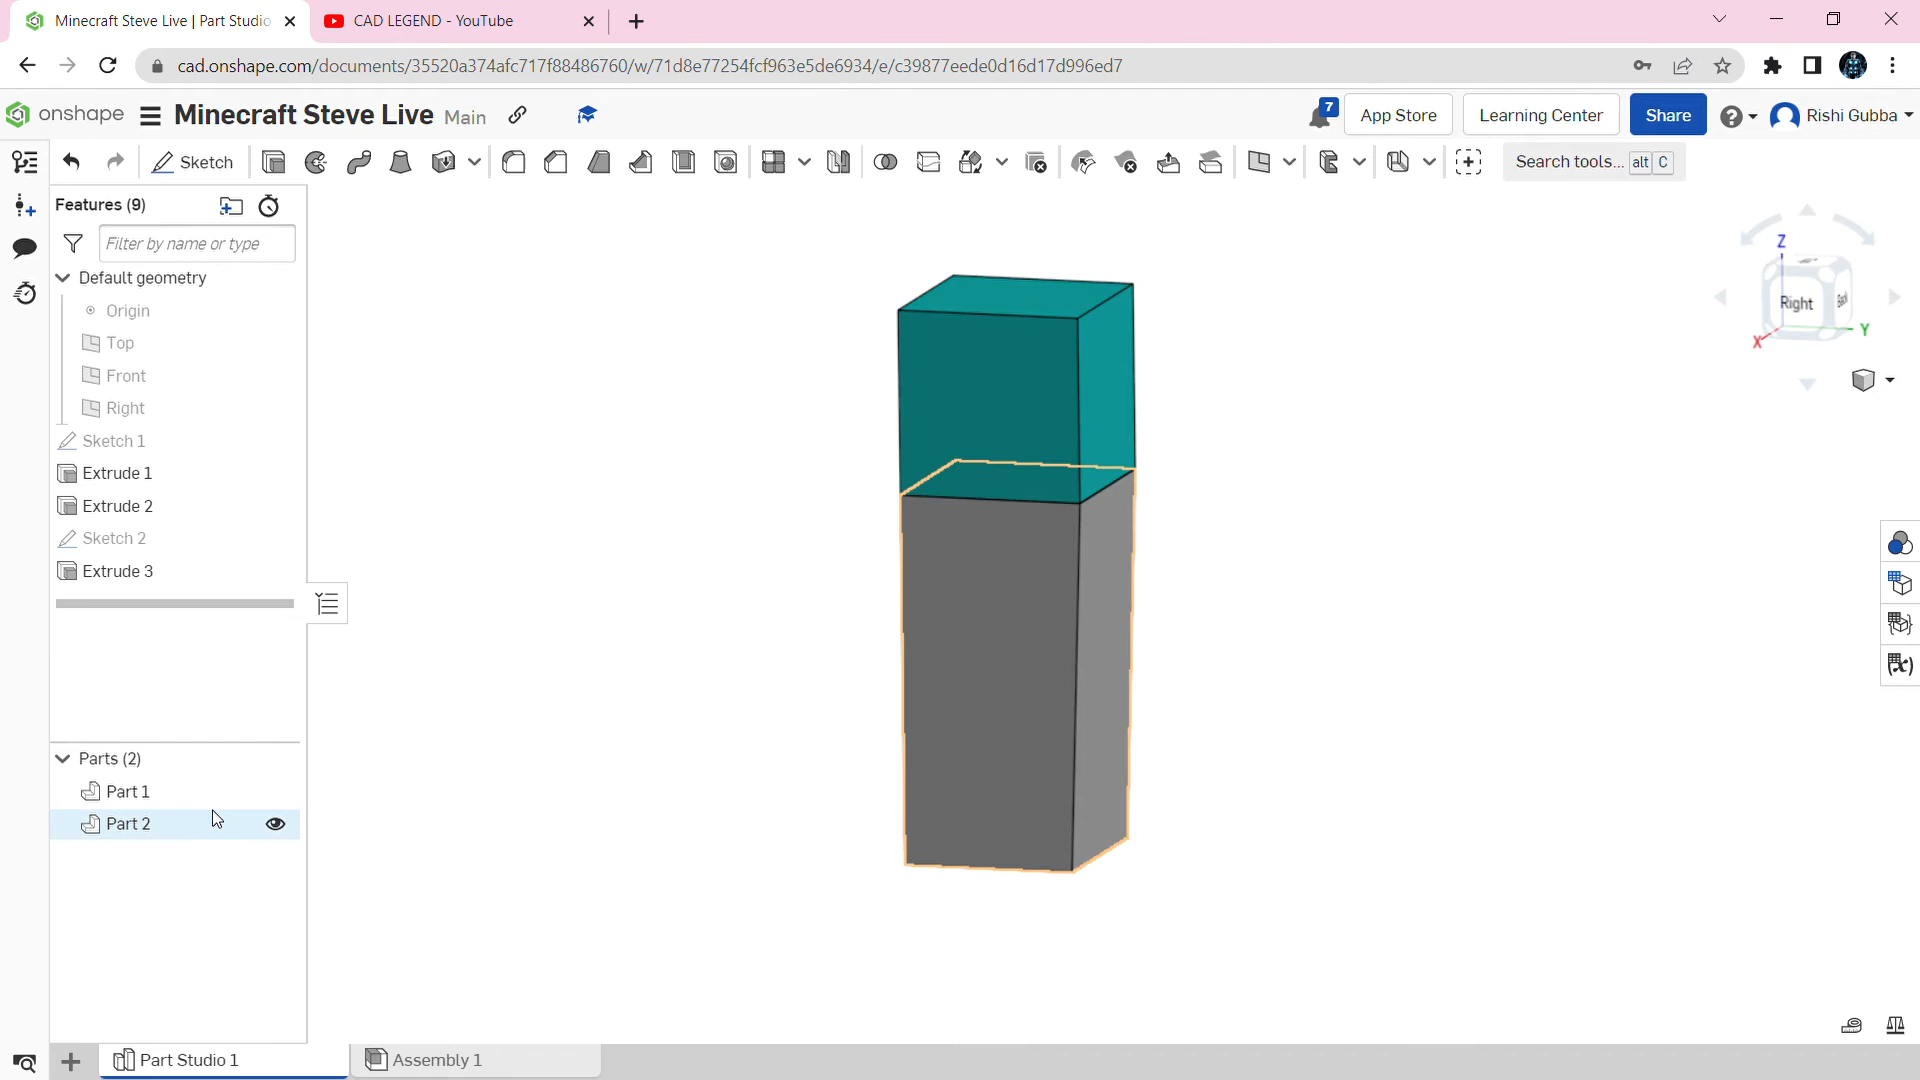 Minecraft Steve Live | Part Studio
CAD LEGEND - YouTube
cad.onshape.com/documents/35520a374afc717f88486760/w/71d8e77254fcf963e5de6934/e/c39877eede0d16d17d996ed7
onshape Minecraft Steve Live Main
7 App Store Learning Center Share Rishi Gubba
Sketch Search tools... alt C
Features (9)
Filter by name or type
Default geometry
Origin
Top
Front
Right
Sketch 1
Extrude 1
Extrude 2
Sketch 2
Extrude 3
Parts (2)
Part 1
Part 2
Z
Right Back
Y
X
Part Studio 1 Assembly 1